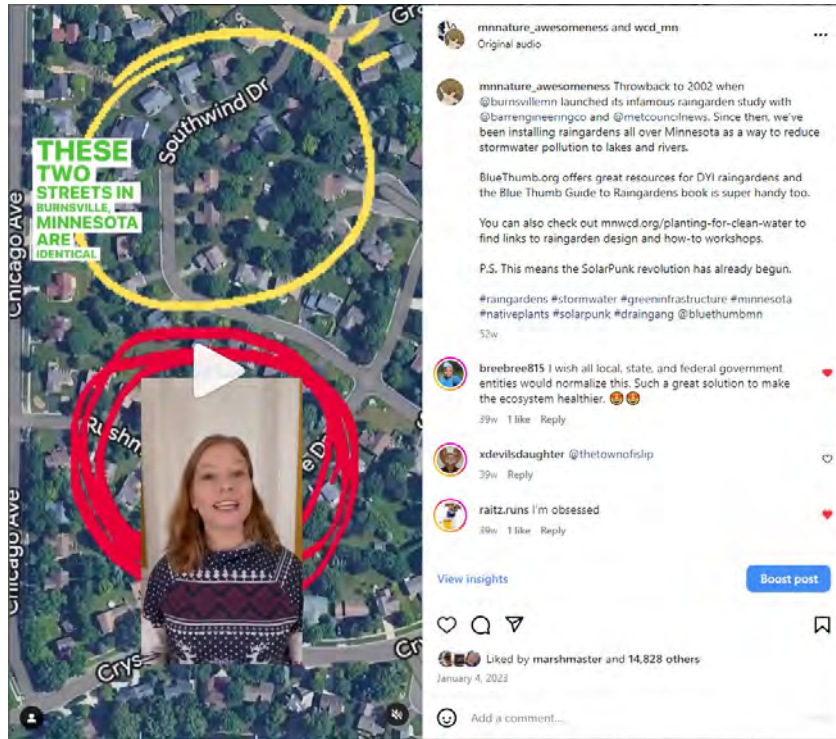 Gr
Southwind Dr
THESE
TWO
STREETS IN
BURNSVILLE,
MINNESOTA
ARE
IDENTICAL
Chicago Ave
Rushm
e D
Chicago Ave
Crys
Cr
mnnature_awesomeness and wcd_mn
Original audio
mnnature_awesomeness Throwback to 2002 when
@burnsvillemn launched its infamous raingarden study with
@barrengineeringco and @metcouncilnews. Since then, we've
been installing raingardens all over Minnesota as a way to reduce
stormwater pollution to lakes and rivers.
BlueThumb.org offers great resources for DYI raingardens and
the Blue Thumb Guide to Raingardens book is super handy too.
You can also check out mnwcd.org/planting-for-clean-water to
find links to raingarden design and how-to workshops.
P.S. This means the SolarPunk revolution has already begun.
#raingardens #stormwater #greeninfrastructure #minnesota
#nativeplants #solarpunk #draingang @bluethumbmn
52w
breebree815 I wish all local, state, and federal government
entities would normalize this. Such a great solution to make
the ecosystem healthier. 🤩🤩
39w 1 like Reply
xdevilsdaughter @thetownofislip
39w Reply
raitz.runs I'm obsessed
39w 1 like Reply
View insights
Boost post
Liked by marshmaster and 14,828 others
January 4, 2023
Add a comment...